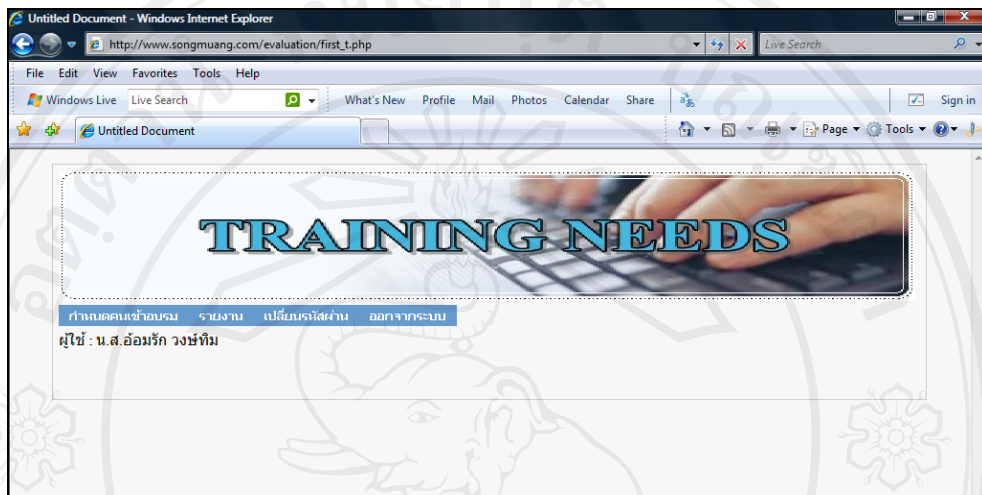 Untitled Document - Windows Internet Explorer
http://www.songmuang.com/evaluation/first_t.php Live Search
File Edit View Favorites Tools Help
Windows Live Live Search What's New Profile Mail Photos Calendar Share Sign in
Untitled Document Page Tools
TRAINING NEEDS
กำหนดคนเข้าอบรม รายงาน เปลี่ยนรหัสผ่าน ออกจากระบบ
ผู้ใช้ : น.ส.อ้อมรัก วงษ์ทิม